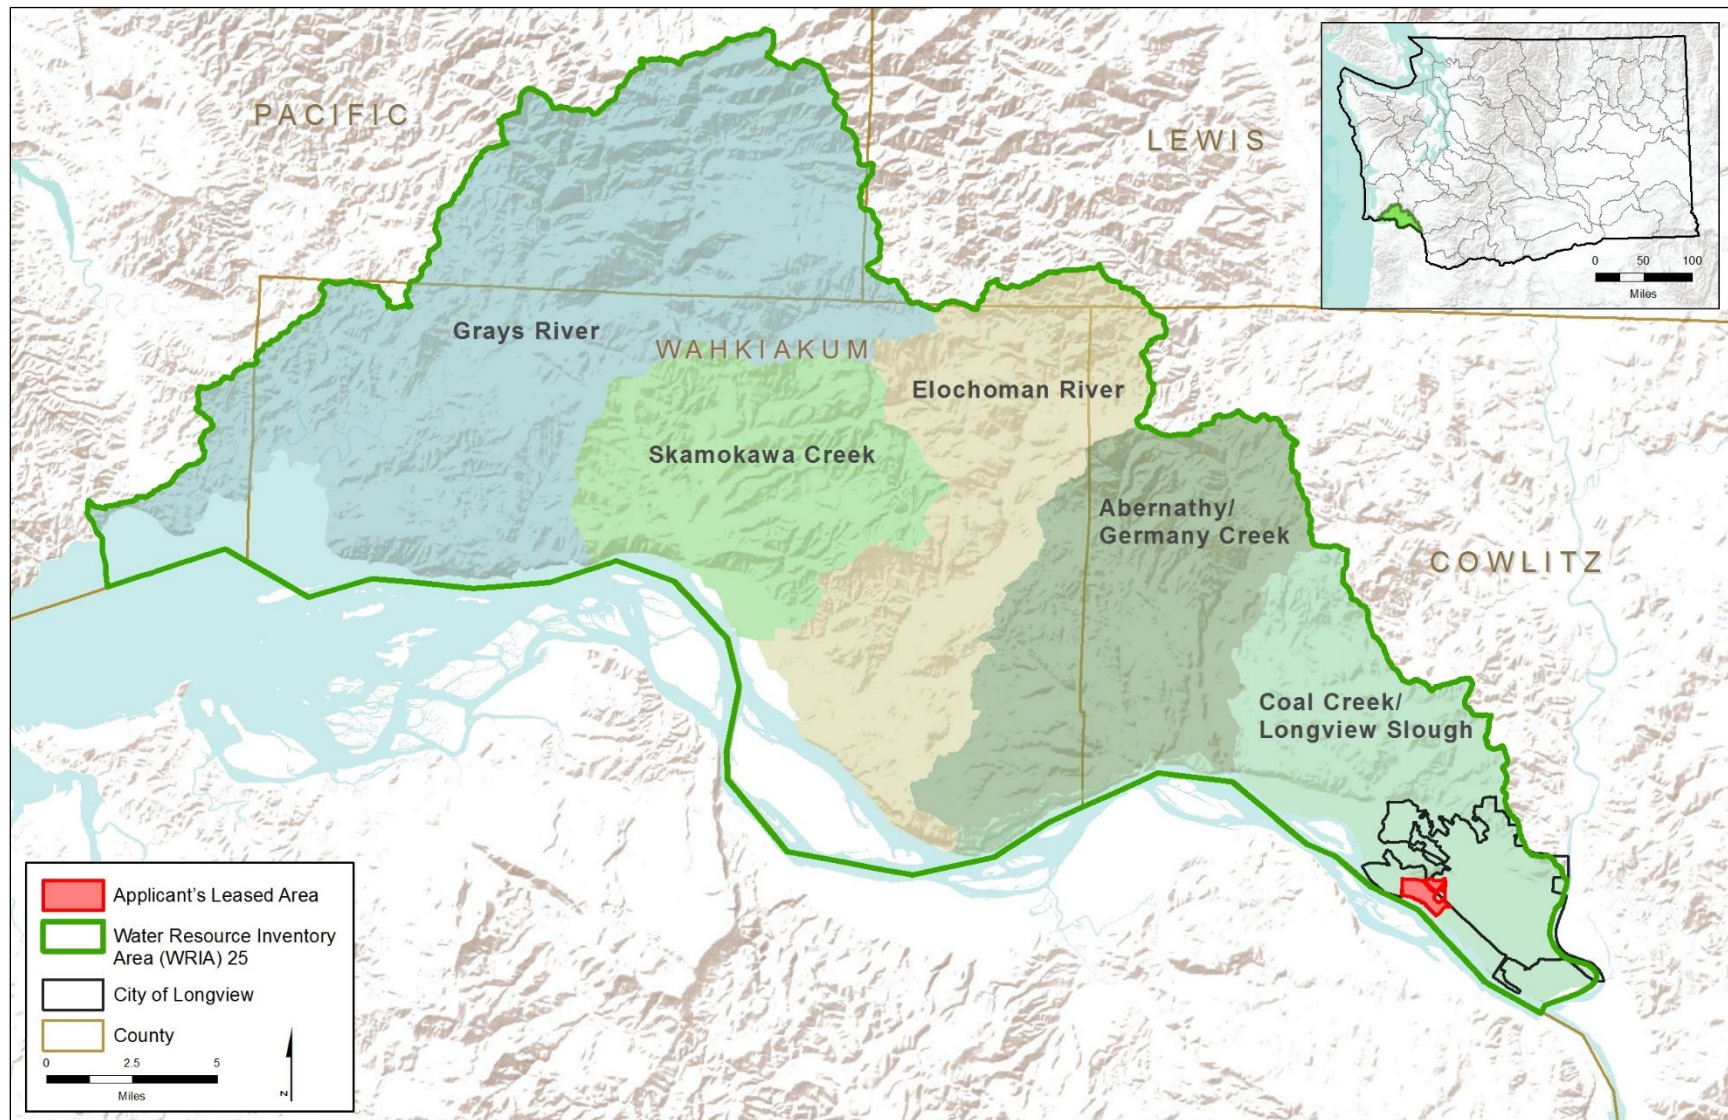 PACIFIC
LEWIS
0 50 100
Miles
Grays River
WAHKIAKUM
Elochoman River
Skamokawa Creek
Abernathy/
Germany Creek
COWLITZ
Coal Creek/
Longview Slough
Applicant's Leased Area
Water Resource Inventory
Area (WRIA) 25
City of Longview
County
0 2.5 5
Miles
N